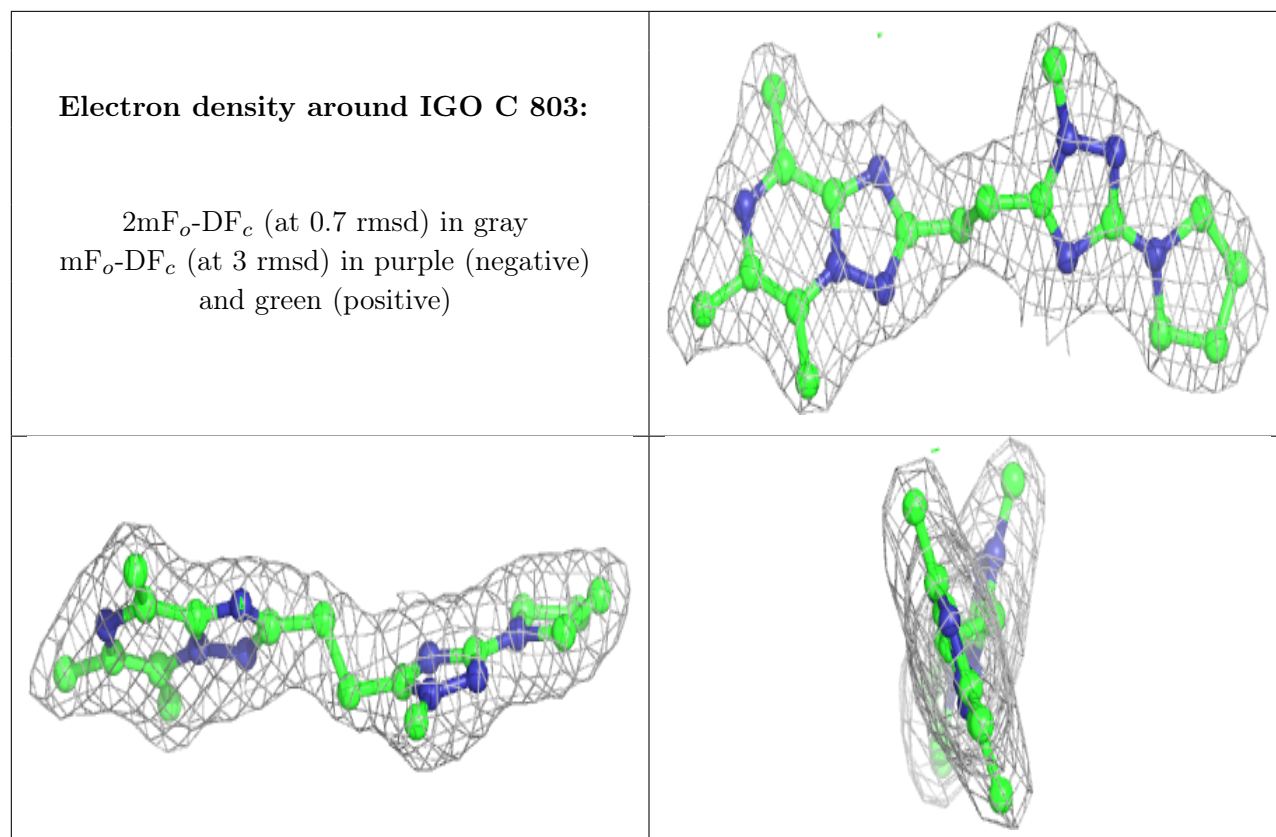 Electron density around IGO C 803:
2mFo-DFc (at 0.7 rmsd) in gray
mFo-DFc (at 3 rmsd) in purple (negative)
and green (positive)